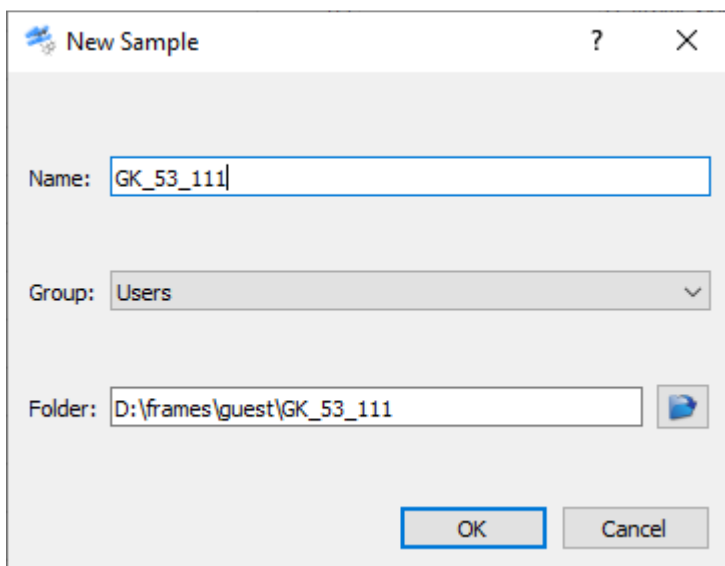 New Sample
Name: GK_53_111
Group: Users
Folder: D:\frames\guest\GK_53_111
OK Cancel